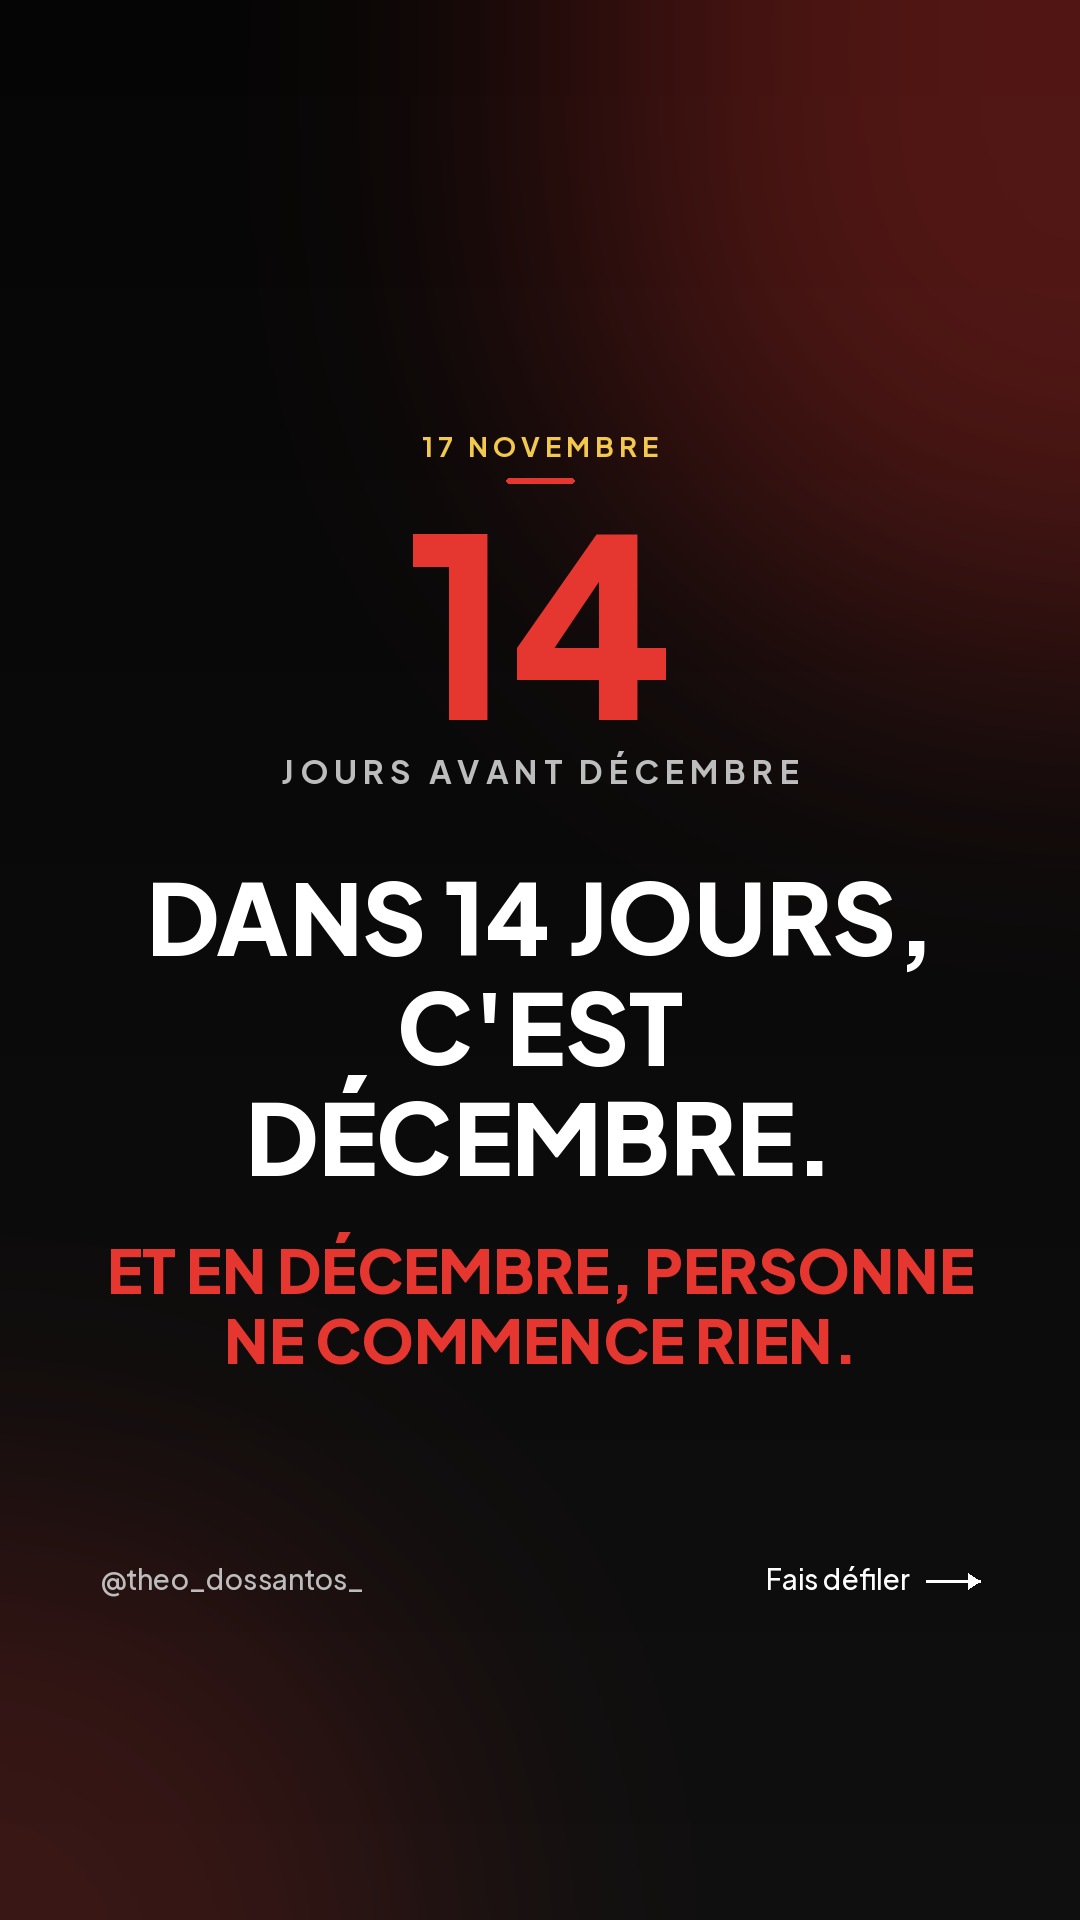 17 NOVEMBRE
14
JOURS AVANT DÉCEMBRE
DANS 14 JOURS,
C'EST
DÉCEMBRE.
ET EN DÉCEMBRE, PERSONNE
NE COMMENCE RIEN.
@theo_dossantos_
Fais défiler